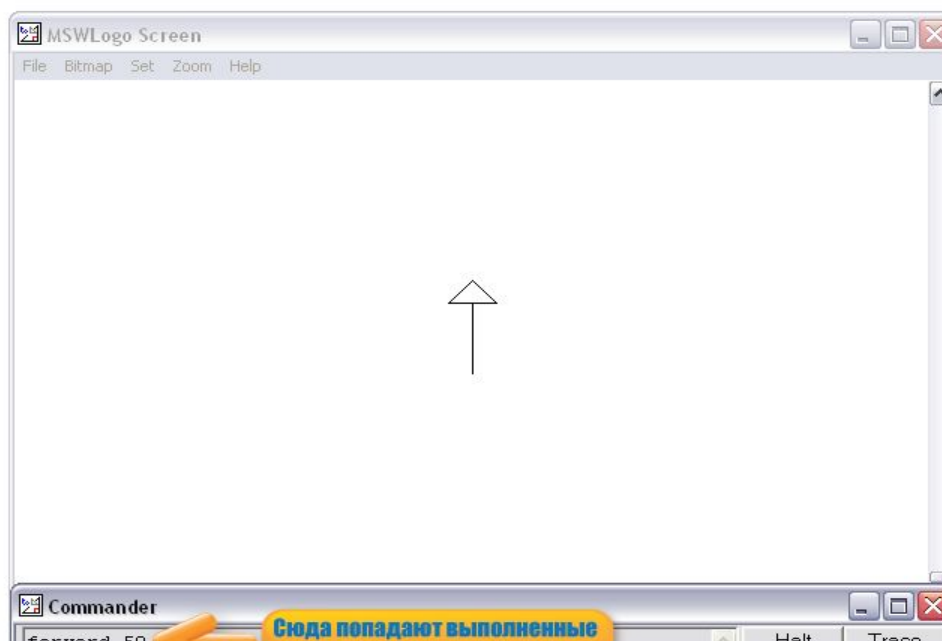 MSWLogo Screen
File Bitmap Set Zoom Help
Commander
Сюда попадают выполненные
forward 50
Halt Trace